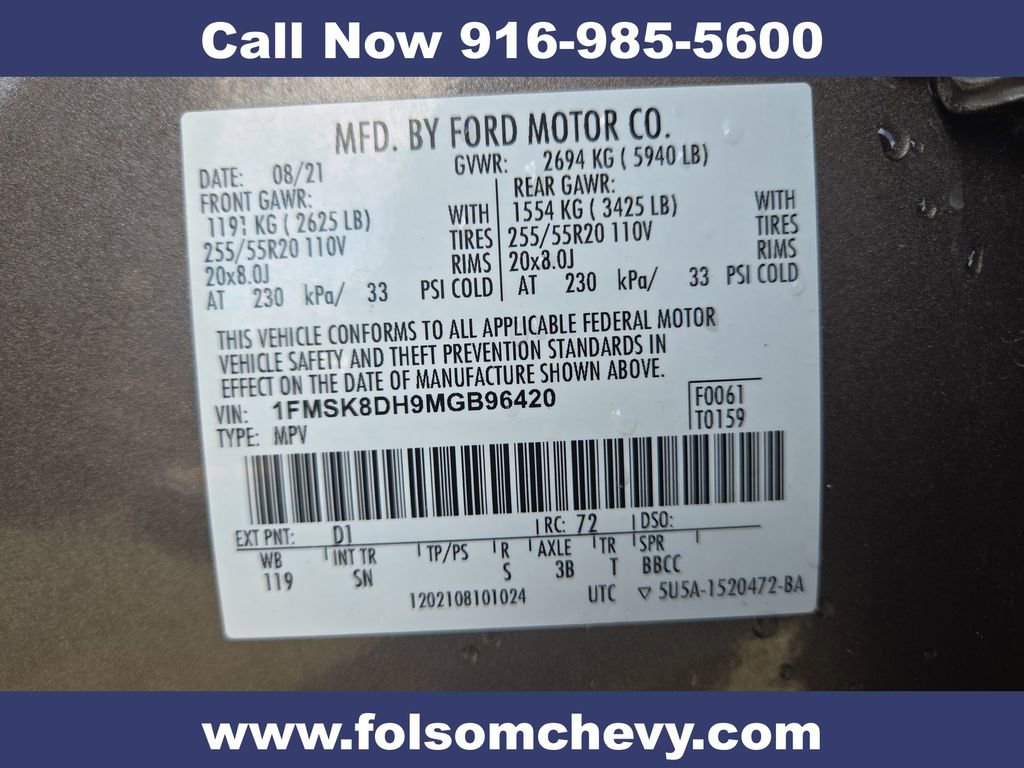 Call Now 916-985-5600
MFD. BY FORD MOTOR CO.
DATE: 08/21 GVWR: 2694 KG ( 5940 LB)
FRONT GAWR: REAR GAWR:
1191 KG ( 2625 LB) WITH 1554 KG ( 3425 LB) WITH
255/55R20 110V TIRES 255/55R20 110V TIRES
20x8.0J RIMS 20x8.0J RIMS
AT 230 kPa/ 33 PSI COLD AT 230 kPa/ 33 PSI COLD
THIS VEHICLE CONFORMS TO ALL APPLICABLE FEDERAL MOTOR
VEHICLE SAFETY AND THEFT PREVENTION STANDARDS IN
EFFECT ON THE DATE OF MANUFACTURE SHOWN ABOVE.
VIN: 1FMSK8DH9MGB96420 F0061
TYPE: MPV T0159
EXT PNT: D1 RC: 72 DSO:
WB INT TR TP/PS R AXLE TR SPR
119 SN S 3B T BBCC
1202108101024 UTC ▽ 5U5A-1520472-BA
www.folsomchevy.com